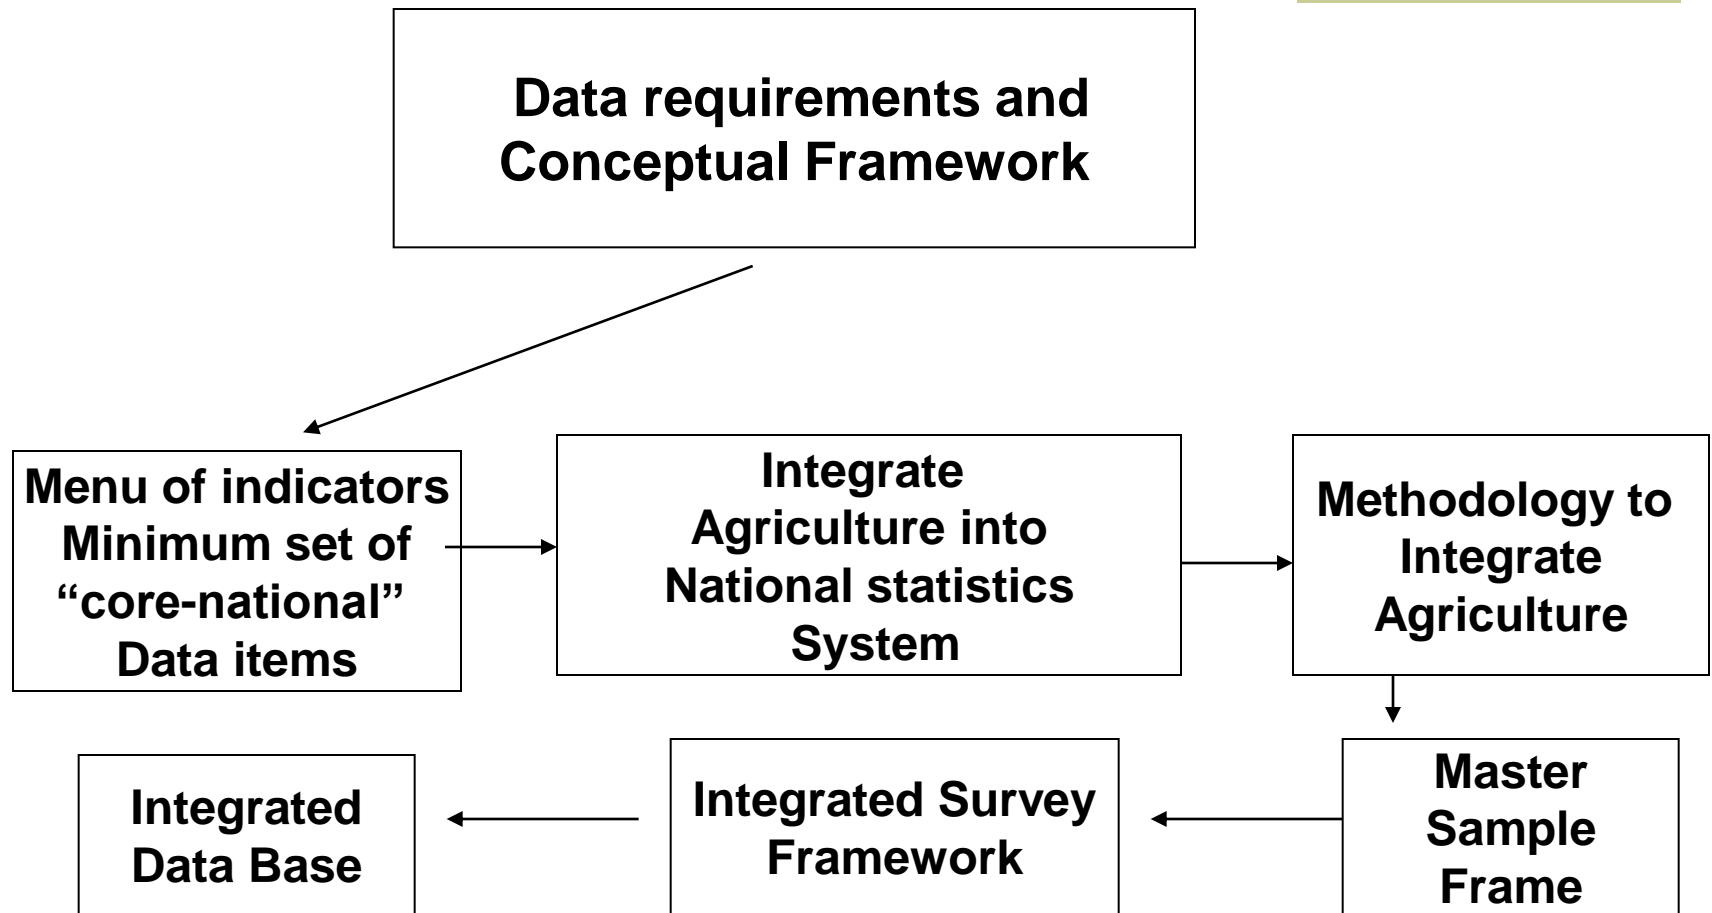 Data requirements and
Conceptual Framework
Menu of indicators
Minimum set of
“core-national”
Data items
Integrate
Agriculture into
National statistics
System
Methodology to
Integrate
Agriculture
Master
Sample
Frame
Integrated Survey
Framework
Integrated
Data Base